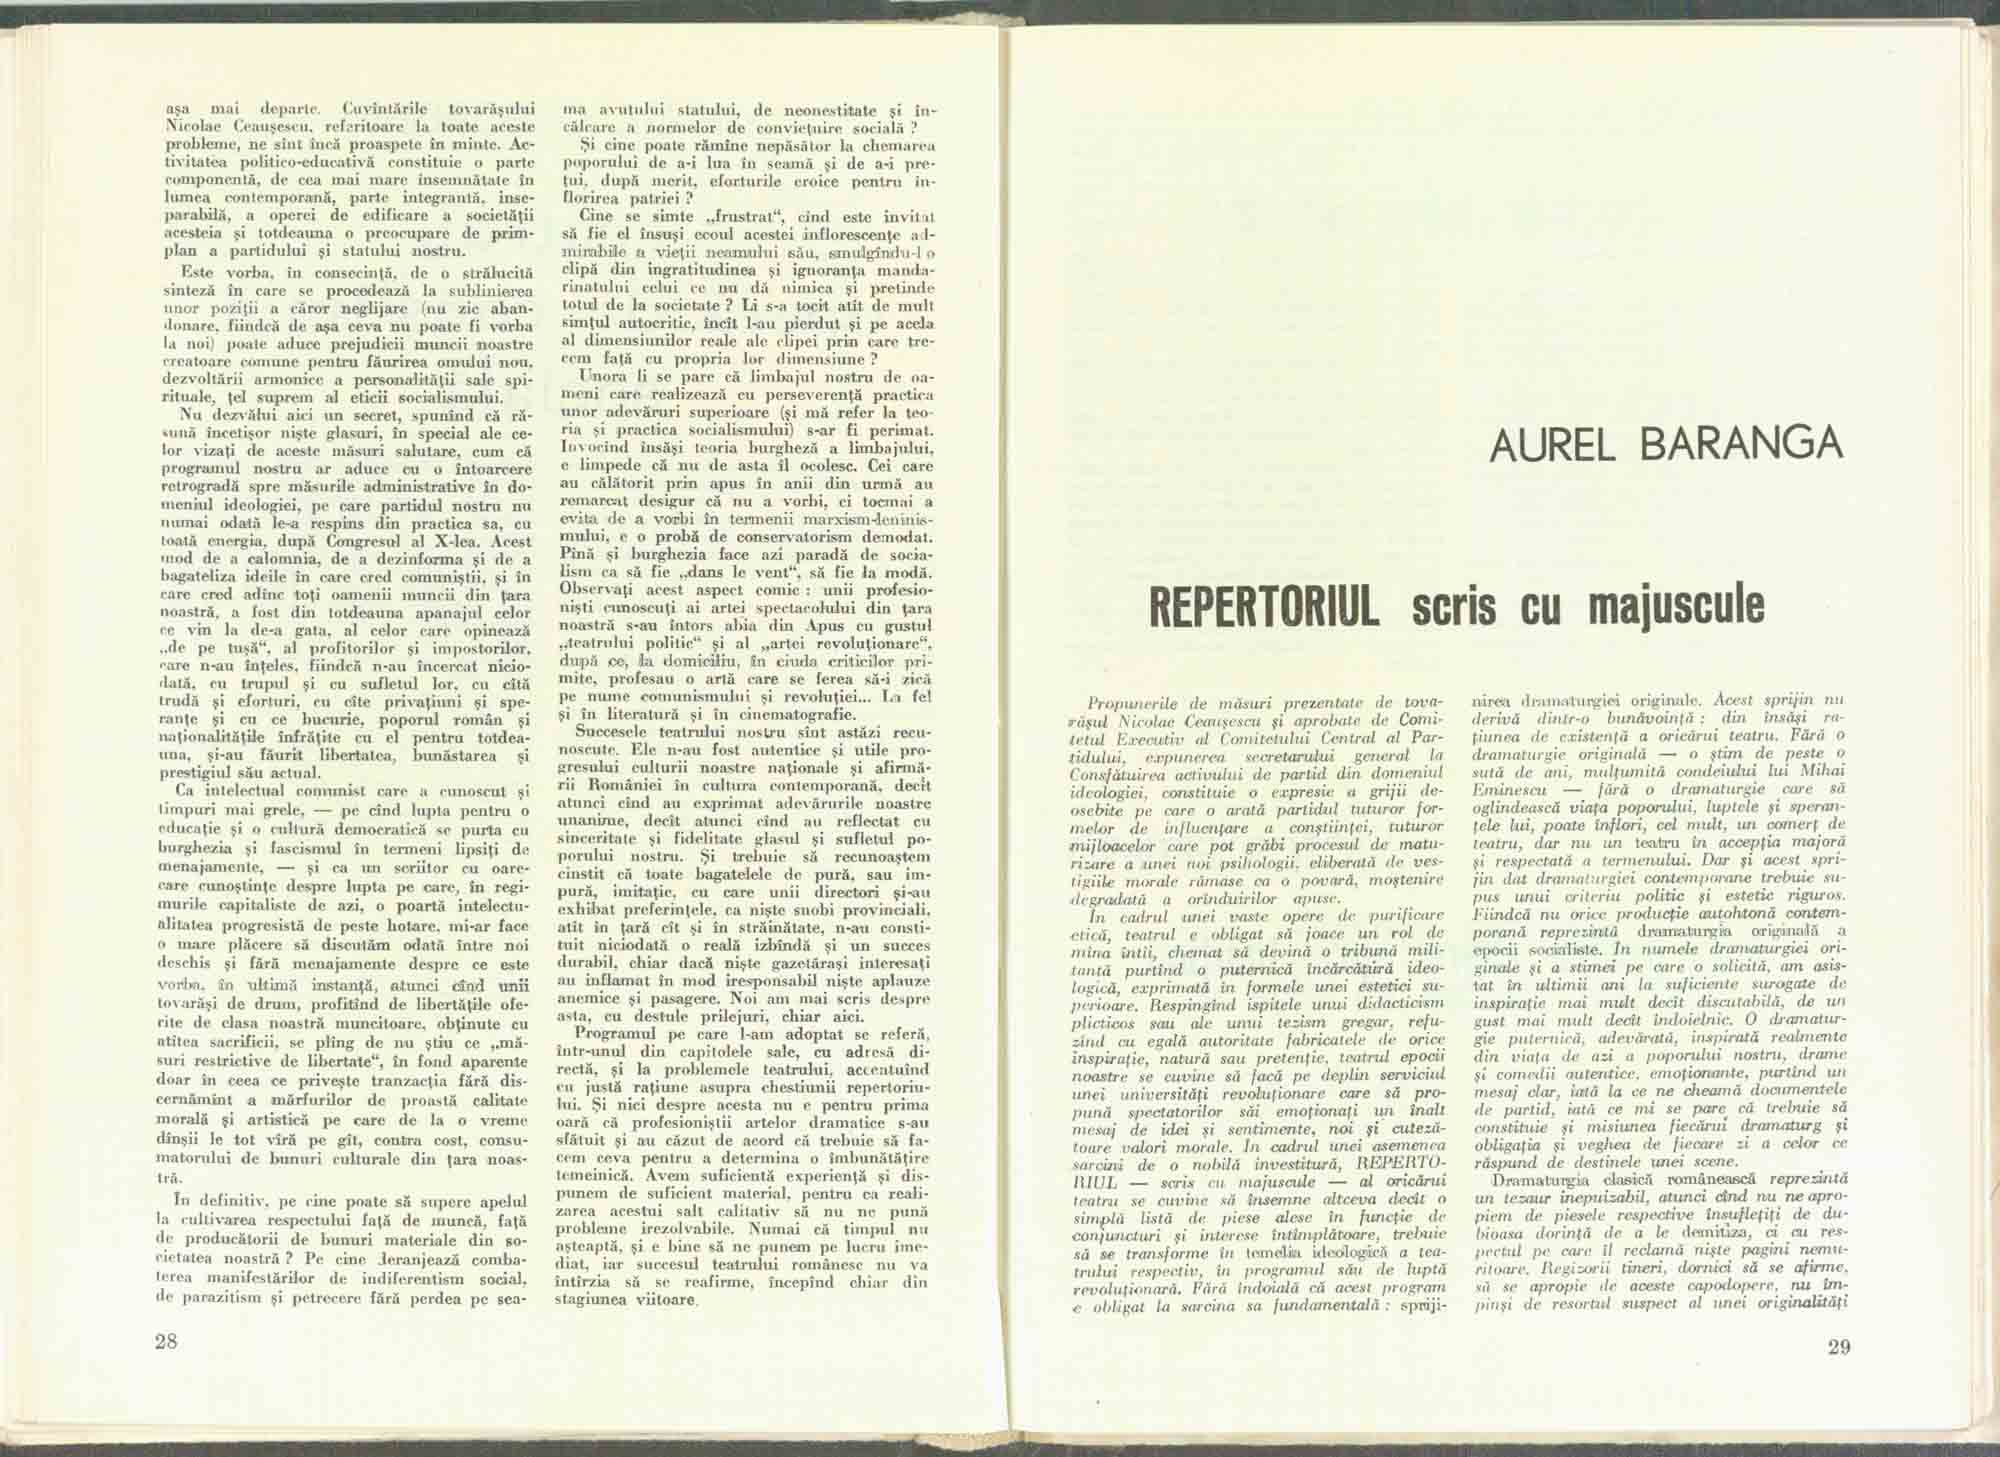 aşa mai departe. Cuvîntările tovarăşului
Nicolae Ceauşescu, referitoare la toate aceste
probleme, ne sînt încă proaspete în minte. Ac-
tivitatea politico-educativă constituie o parte
componentă, de cea mai mare însemnătate în
lumea contemporană, parte integrantă, inse-
parabilă, a operei de edificare a societăţii
acesteia şi totdeauna o preocupare de prim-
plan a partidului şi statului nostru.
Este vorba, în consecinţă, de o strălucită
sinteză în care se procedează la sublinierea
unor poziţii a căror neglijare (nu zic aban-
donare, fiindcă de aşa ceva nu poate fi vorba
la noi) poate aduce prejudicii muncii noastre
creatoare comune pentru făurirea omului nou,
dezvoltării armonice a personalităţii sale spi-
rituale, ţel suprem al eticii socialismului.
Nu dezvălui aici un secret, spunînd că ră-
sună încetişor nişte glasuri, în special ale ce-
lor vizaţi de aceste măsuri salutare, cum că
programul nostru ar aduce cu o întoarcere
retrogradă spre măsurile administrative în do-
meniul ideologiei, pe care partidul nostru nu
numai odată le-a respins din practica sa, cu
toată energia, după Congresul al X-lea. Acest
mod de a calomnia, de a dezinforma şi de a
bagateliza ideile în care cred comuniştii, şi în
care cred adînc toţi oamenii muncii din ţara
noastră, a fost din totdeauna apanajul celor
ce vin la de-a gata, al celor care opinează
„de pe tuşă“, al profitorilor şi impostorilor,
care n-au înţeles, fiindcă n-au încercat nicio-
dată, cu trupul şi cu sufletul lor, cu cîtă
trudă şi eforturi, cu cîte privaţiuni şi spe-
ranţe şi cu ce bucurie, poporul român şi
naţionalităţile înfrăţite cu el pentru totdea-
una, şi-au făurit libertatea, bunăstarea şi
prestigiul său actual.
Ca intelectual comunist care a cunoscut şi
timpuri mai grele, — pe cînd lupta pentru o
educaţie şi o cultură democratică se purta cu
burghezia şi fascismul în termeni lipsiţi de
menajamente, — şi ca un scriitor cu oare-
care cunoştinţe despre lupta pe care, în regi-
murile capitaliste de azi, o poartă intelectu-
alitatea progresistă de peste hotare, mi-ar face
o mare plăcere să discutăm odată între noi
deschis şi fără menajamente despre ce este
vorba, în ultimă instanţă, atunci cînd unii
tovarăşi de drum, profitînd de libertăţile ofe-
rite de clasa noastră muncitoare, obţinute cu
atîtea sacrificii, se plîng de nu ştiu ce „mă-
suri restrictive de libertate“, în fond aparente
doar în ceea ce priveşte tranzacţia fără dis-
cernămînt a mărfurilor de proastă calitate
morală şi artistică pe care de la o vreme
dînşii le tot vîră pe gît, contra cost, consu-
matorului de bunuri culturale din ţara noas-
tră.
În definitiv, pe cine poate să supere apelul
la cultivarea respectului faţă de muncă, faţă
de producătorii de bunuri materiale din so-
cietatea noastră ? Pe cine deranjează comba-
terea manifestărilor de indiferentism social,
de parazitism şi petrecere fără perdea pe sea-
28
ma avutului statului, de neonestitate şi în-
călcare a normelor de convieţuire socială ?
Şi cine poate rămîne nepăsător la chemarea
poporului de a-i lua în seamă şi de a-i pre-
ţui, după merit, eforturile eroice pentru în-
florirea patriei ?
Cine se simte „frustrat“, cînd este invitat
să fie el însuşi ecoul acestei inflorescenţe ad-
mirabile a vieţii neamului său, smulgîndu-l o
clipă din ingratitudinea şi ignoranţa manda-
rinatului celui ce nu dă nimica şi pretinde
totul de la societate ? Li s-a tocit atît de mult
simţul autocritic, încît l-au pierdut şi pe acela
al dimensiunilor reale ale clipei prin care tre-
cem faţă cu propria lor dimensiune ?
Unora li se pare că limbajul nostru de oa-
meni care realizează cu perseverenţă practica
unor adevăruri superioare (şi mă refer la teo-
ria şi practica socialismului) s-ar fi perimat.
Invocînd însăşi teoria burgheză a limbajului,
e limpede că nu de asta îl ocolesc. Cei care
au călătorit prin apus în anii din urmă au
remarcat desigur că nu a vorbi, ci tocmai a
evita de a vorbi în termenii marxism-leninis-
mului, e o probă de conservatorism demodat.
Pînă şi burghezia face azi paradă de socia-
lism ca să fie „dans le vent“, să fie la modă.
Observaţi acest aspect comic : unii profesio-
nişti cunoscuţi ai artei spectacolului din ţara
noastră s-au întors abia din Apus cu gustul
„teatrului politic“ şi al „artei revoluţionare“,
după ce, la domiciliu, în ciuda criticilor pri-
mite, profesau o artă care se ferea să-i zică
pe nume comunismului şi revoluţiei... La fel
şi în literatură şi în cinematografie.
Succesele teatrului nostru sînt astăzi recu-
noscute. Ele n-au fost autentice şi utile pro-
gresului culturii noastre naţionale şi afirmă-
rii României în cultura contemporană, decît
atunci cînd au exprimat adevărurile noastre
unanime, decît atunci cînd au reflectat cu
sinceritate şi fidelitate glasul şi sufletul po-
porului nostru. Şi trebuie să recunoaştem
cinstit că toate bagatelele de pură, sau im-
pură, imitaţie, cu care unii directori şi-au
exhibat preferinţele, ca nişte snobi provinciali,
atît în ţară cît şi în străinătate, n-au consti-
tuit niciodată o reală izbîndă şi un succes
durabil, chiar dacă nişte gazetăraşi interesaţi
au inflamat în mod iresponsabil nişte aplauze
anemice şi pasagere. Noi am mai scris despre
asta, cu destule prilejuri, chiar aici.
Programul pe care l-am adoptat se referă,
într-unul din capitolele sale, cu adresă di-
rectă, şi la problemele teatrului, accentuînd
cu justă raţiune asupra chestiunii repertoriu-
lui. Şi nici despre acesta nu e pentru prima
oară că profesioniştii artelor dramatice s-au
sfătuit şi au căzut de acord că trebuie să fa-
cem ceva pentru a determina o îmbunătăţire
temeinică. Avem suficientă experienţă şi dis-
punem de suficient material, pentru ca reali-
zarea acestui salt calitativ să nu ne pună
probleme irezolvabile. Numai că timpul nu
aşteaptă, şi e bine să ne punem pe lucru ime-
diat, iar succesul teatrului românesc nu va
întîrzia să se reafirme, începînd chiar din
stagiunea viitoare.
AUREL BARANGA
REPERTORIUL scris cu majuscule
Propunerile de măsuri prezentate de tova-
răşul Nicolae Ceauşescu şi aprobate de Comi-
tetul Executiv al Comitetului Central al Par-
tidului, expunerea secretarului general la
Consfătuirea activului de partid din domeniul
ideologiei, constituie o expresie a grijii de-
osebite pe care o arată partidul tuturor for-
melor de influenţare a conştiinţei, tuturor
mijloacelor care pot grăbi procesul de matu-
rizare a unei noi psihologii, eliberată de ves-
tigiile morale rămase ca o povară, moştenire
degradată a orînduirilor apuse.
În cadrul unei vaste opere de purificare
etică, teatrul e obligat să joace un rol de
mîna întîi, chemat să devină o tribună mili-
tantă purtînd o puternică încărcătură ideo-
logică, exprimată în formele unei estetici su-
perioare. Respingînd ispitele unui didacticism
plicticos sau ale unui tezism gregar, refu-
zînd cu egală autoritate fabricatele de orice
inspiraţie, natură sau pretenţie, teatrul epocii
noastre se cuvine să facă pe deplin serviciul
unei universităţi revoluţionare care să pro-
pună spectatorilor săi emoţionaţi un înalt
mesaj de idei şi sentimente, noi şi cuteză-
toare valori morale. În cadrul unei asemenea
sarcini de o nobilă învestitură, REPERTO-
RIUL — scris cu majuscule — al oricărui
teatru se cuvine să însemne altceva decît o
simplă listă de piese alese în funcţie de
conjuncturi şi interese întîmplătoare, trebuie
să se transforme în temelia ideologică a tea-
trului respectiv, în programul său de luptă
revoluţionară. Fără îndoială că acest program
e obligat la sarcina sa fundamentală : spriji-
nirea dramaturgiei originale. Acest sprijin nu
derivă dintr-o bunăvoinţă : din însăşi ra-
ţiunea de existenţă a oricărui teatru. Fără o
dramaturgie originală — o ştim de peste o
sută de ani, mulţumită condeiului lui Mihai
Eminescu — fără o dramaturgie care să
oglindească viaţa poporului, luptele şi speran-
ţele lui, poate înflori, cel mult, un comerţ de
teatru, dar nu un teatru în accepţia majoră
şi respectată a termenului. Dar şi acest spri-
jin dat dramaturgiei contemporane trebuie su-
pus unui criteriu politic şi estetic riguros.
Fiindcă nu orice producţie autohtonă contem-
porană reprezintă dramaturgia originală a
epocii socialiste. În numele dramaturgiei ori-
ginale şi a stimei pe care o solicită, am asis-
tat în ultimii ani la suficiente surogate de
inspiraţie mai mult decît discutabilă, de un
gust mai mult decît îndoielnic. O dramatur-
gie puternică, adevărată, inspirată realmente
din viaţa de azi a poporului nostru, drame
şi comedii autentice, emoţionante, purtînd un
mesaj clar, iată la ce ne cheamă documentele
de partid, iată ce mi se pare că trebuie să
constituie şi misiunea fiecărui dramaturg şi
obligaţia şi veghea de fiecare zi a celor ce
răspund de destinele unei scene.
Dramaturgia clasică românească reprezintă
un tezaur inepuizabil, atunci cînd nu ne apro-
piem de piesele respective însufleţiţi de du-
bioasa dorinţă de a le demitiza, ci cu res-
pectul pe care îl reclamă nişte pagini nemu-
ritoare. Regizorii tineri, dornici să se afirme,
să se apropie de aceste capodopere, nu îm-
pinşi de resortul suspect al unei originalităţi
29